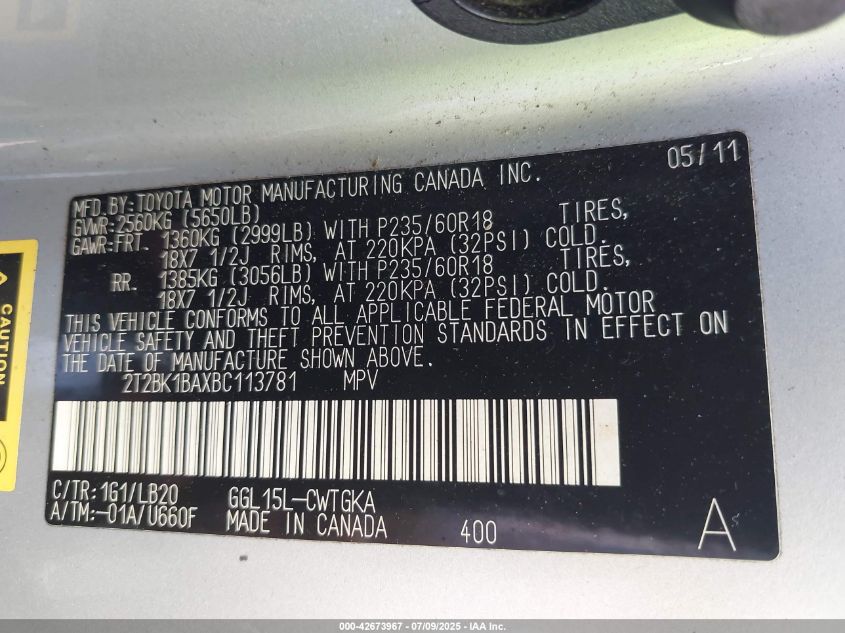 05/11
MFD.BY:TOYOTA MOTOR MANUFACTURING CANADA INC.
GVWR:2560KG (5650LB)
GAWR:FRT. 1360KG (2999LB) WITH P235/60R18 TIRES,
18X7 1/2J RIMS, AT 220KPA (32PSI) COLD.
RR. 1385KG (3056LB) WITH P235/60R18 TIRES,
18X7 1/2J RIMS, AT 220KPA (32PSI) COLD.
THIS VEHICLE CONFORMS TO ALL APPLICABLE FEDERAL MOTOR
VEHICLE SAFETY AND THEFT PREVENTION STANDARDS IN EFFECT ON
THE DATE OF MANUFACTURE SHOWN ABOVE.
2T2BK1BAXBC113781 MPV
C/TR:1G1/LB20 GGL15L-CWTGKA
A/TM:-01A/U660F MADE IN CANADA 400 A
CAUTION
000-42673967 - 07/09/2025 - IAA Inc.